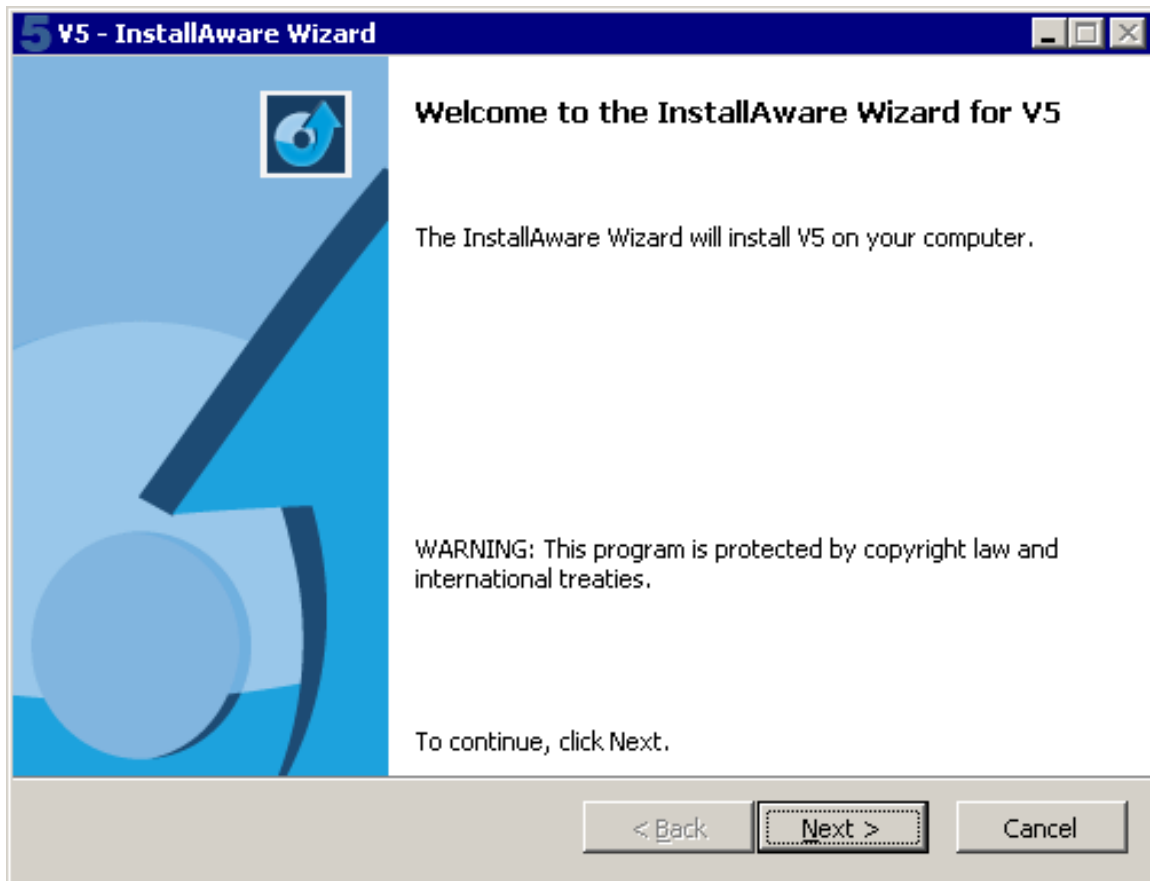 5 V5 - InstallAware Wizard
Welcome to the InstallAware Wizard for V5
The InstallAware Wizard will install V5 on your computer.
WARNING: This program is protected by copyright law and
international treaties.
To continue, click Next.
< Back
Next >
Cancel